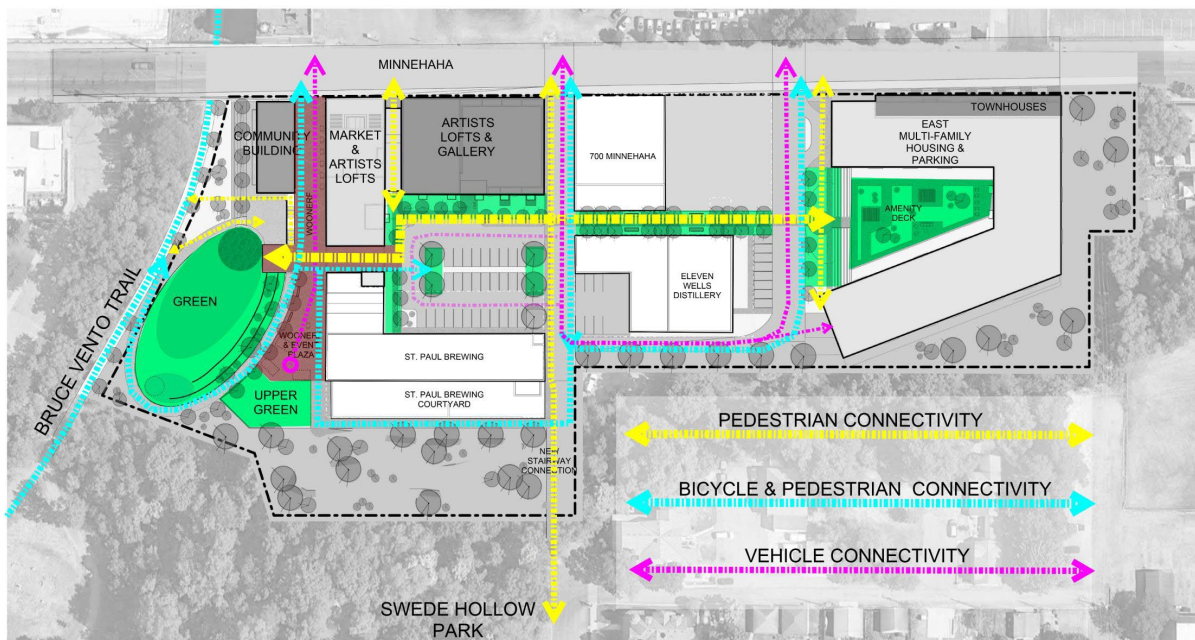 MINNEHAHA
COMMUNITY
BUILDING
WOONERF
MARKET
&
ARTISTS
LOFTS
ARTISTS
LOFTS &
GALLERY
700 MINNEHAHA
TOWNHOUSES
EAST
MULTI-FAMILY
HOUSING &
PARKING
AMENITY
DECK
GREEN
BRUCE VENTO TRAIL
WOONERF
& EVENT
PLAZA
UPPER
GREEN
ELEVEN
WELLS
DISTILLERY
ST. PAUL BREWING
ST. PAUL BREWING
COURTYARD
STAIRWAY
CONNECTION
SWEDE HOLLOW
PARK
PEDESTRIAN CONNECTIVITY
BICYCLE & PEDESTRIAN CONNECTIVITY
VEHICLE CONNECTIVITY